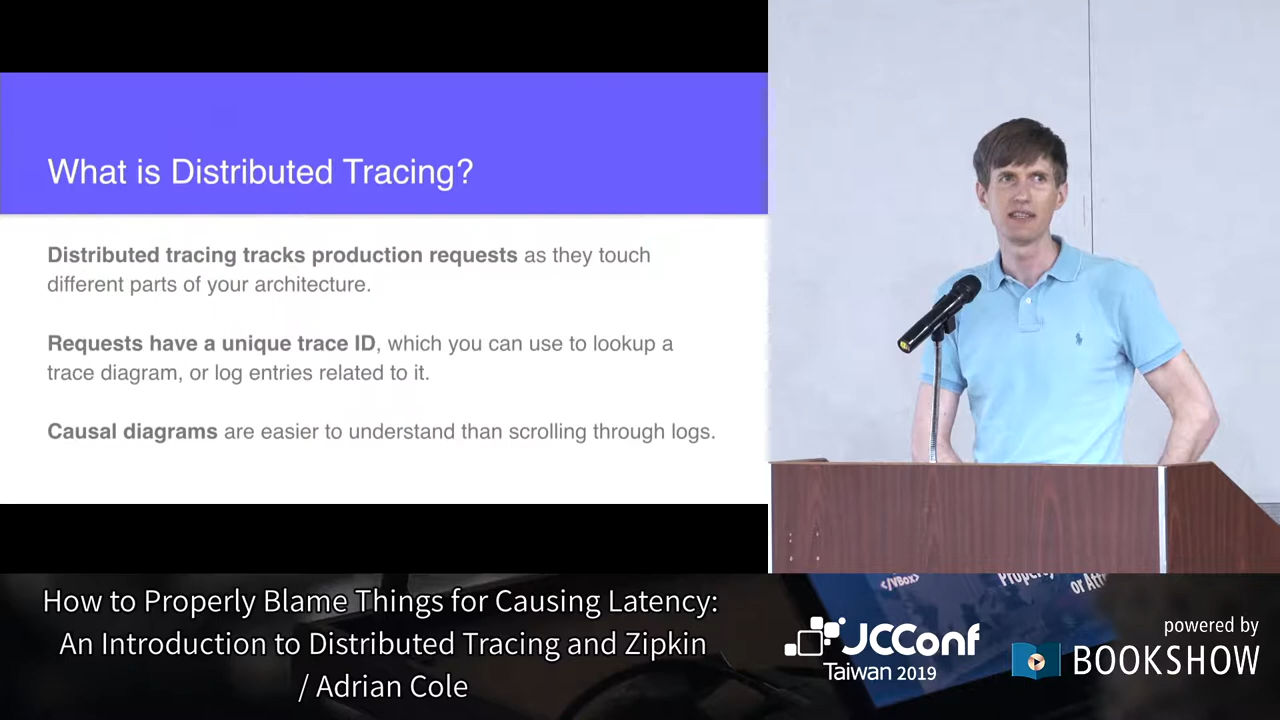 What is Distributed Tracing?
Distributed tracing tracks production requests as they touch
different parts of your architecture.
Requests have a unique trace ID, which you can use to lookup a
trace diagram, or log entries related to it.
Causal diagrams are easier to understand than scrolling through logs.
How to Properly Blame Things for Causing Latency:
An Introduction to Distributed Tracing and Zipkin
/ Adrian Cole
</VBox>
Properly
or
JCConf
Taiwan 2019
powered by
BOOKSHOW